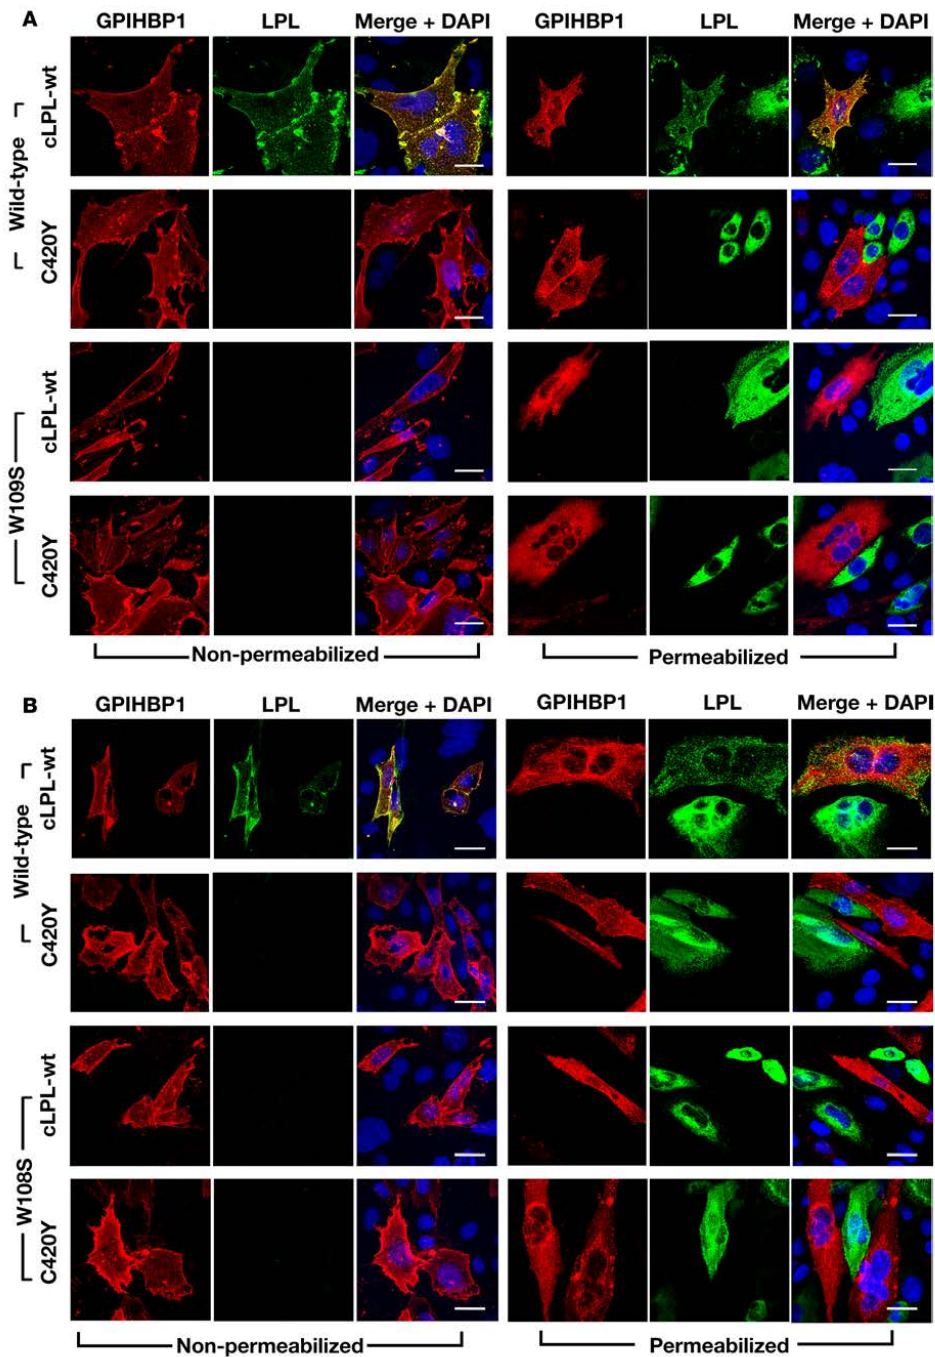 A
GPIHBP1 LPL Merge + DAPI GPIHBP1 LPL Merge + DAPI
Wild-type
cLPL-wt
C420Y
W109S
cLPL-wt
C420Y
Non-permeabilized Permeabilized
B
GPIHBP1 LPL Merge + DAPI GPIHBP1 LPL Merge + DAPI
Wild-type
cLPL-wt
C420Y
W108S
cLPL-wt
C420Y
Non-permeabilized Permeabilized